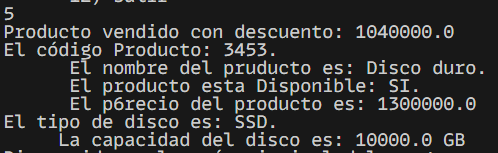 12) Salir
5
Producto vendido con descuento: 1040000.0
El código Producto: 3453.
El nombre del pruducto es: Disco duro.
El producto esta Disponible: SI.
El p6recio del producto es: 1300000.0
El tipo de disco es: SSD.
La capacidad del disco es: 10000.0 GB